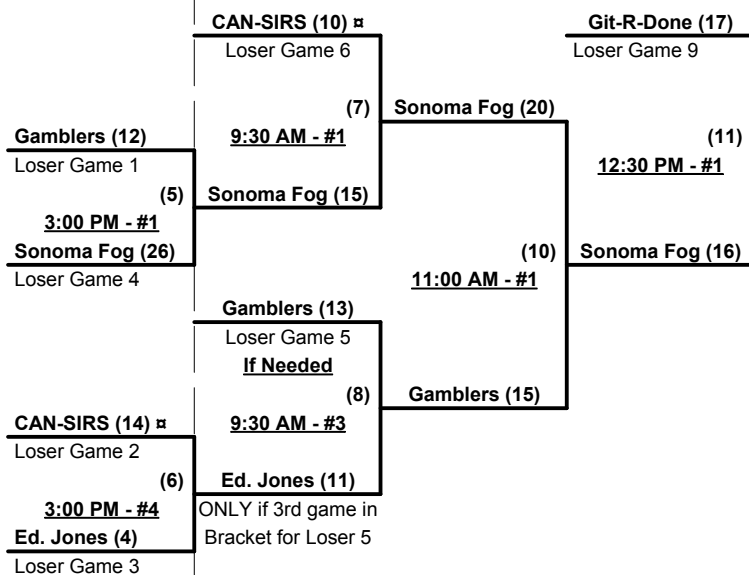 CAN-SIRS (10) ¤
Loser Game 6
Git-R-Done (17)
Loser Game 9
(7)
9:30 AM - #1
Sonoma Fog (20)
Gamblers (12)
Loser Game 1
(11)
12:30 PM - #1
(5)
3:00 PM - #1
Sonoma Fog (15)
Sonoma Fog (26)
Loser Game 4
(10)
11:00 AM - #1
Sonoma Fog (16)
Gamblers (13)
Loser Game 5
If Needed
(8)
9:30 AM - #3
Gamblers (15)
CAN-SIRS (14) ¤
Loser Game 2
(6)
3:00 PM - #4
Ed. Jones (11)
ONLY if 3rd game in
Bracket for Loser 5
Ed. Jones (4)
Loser Game 3